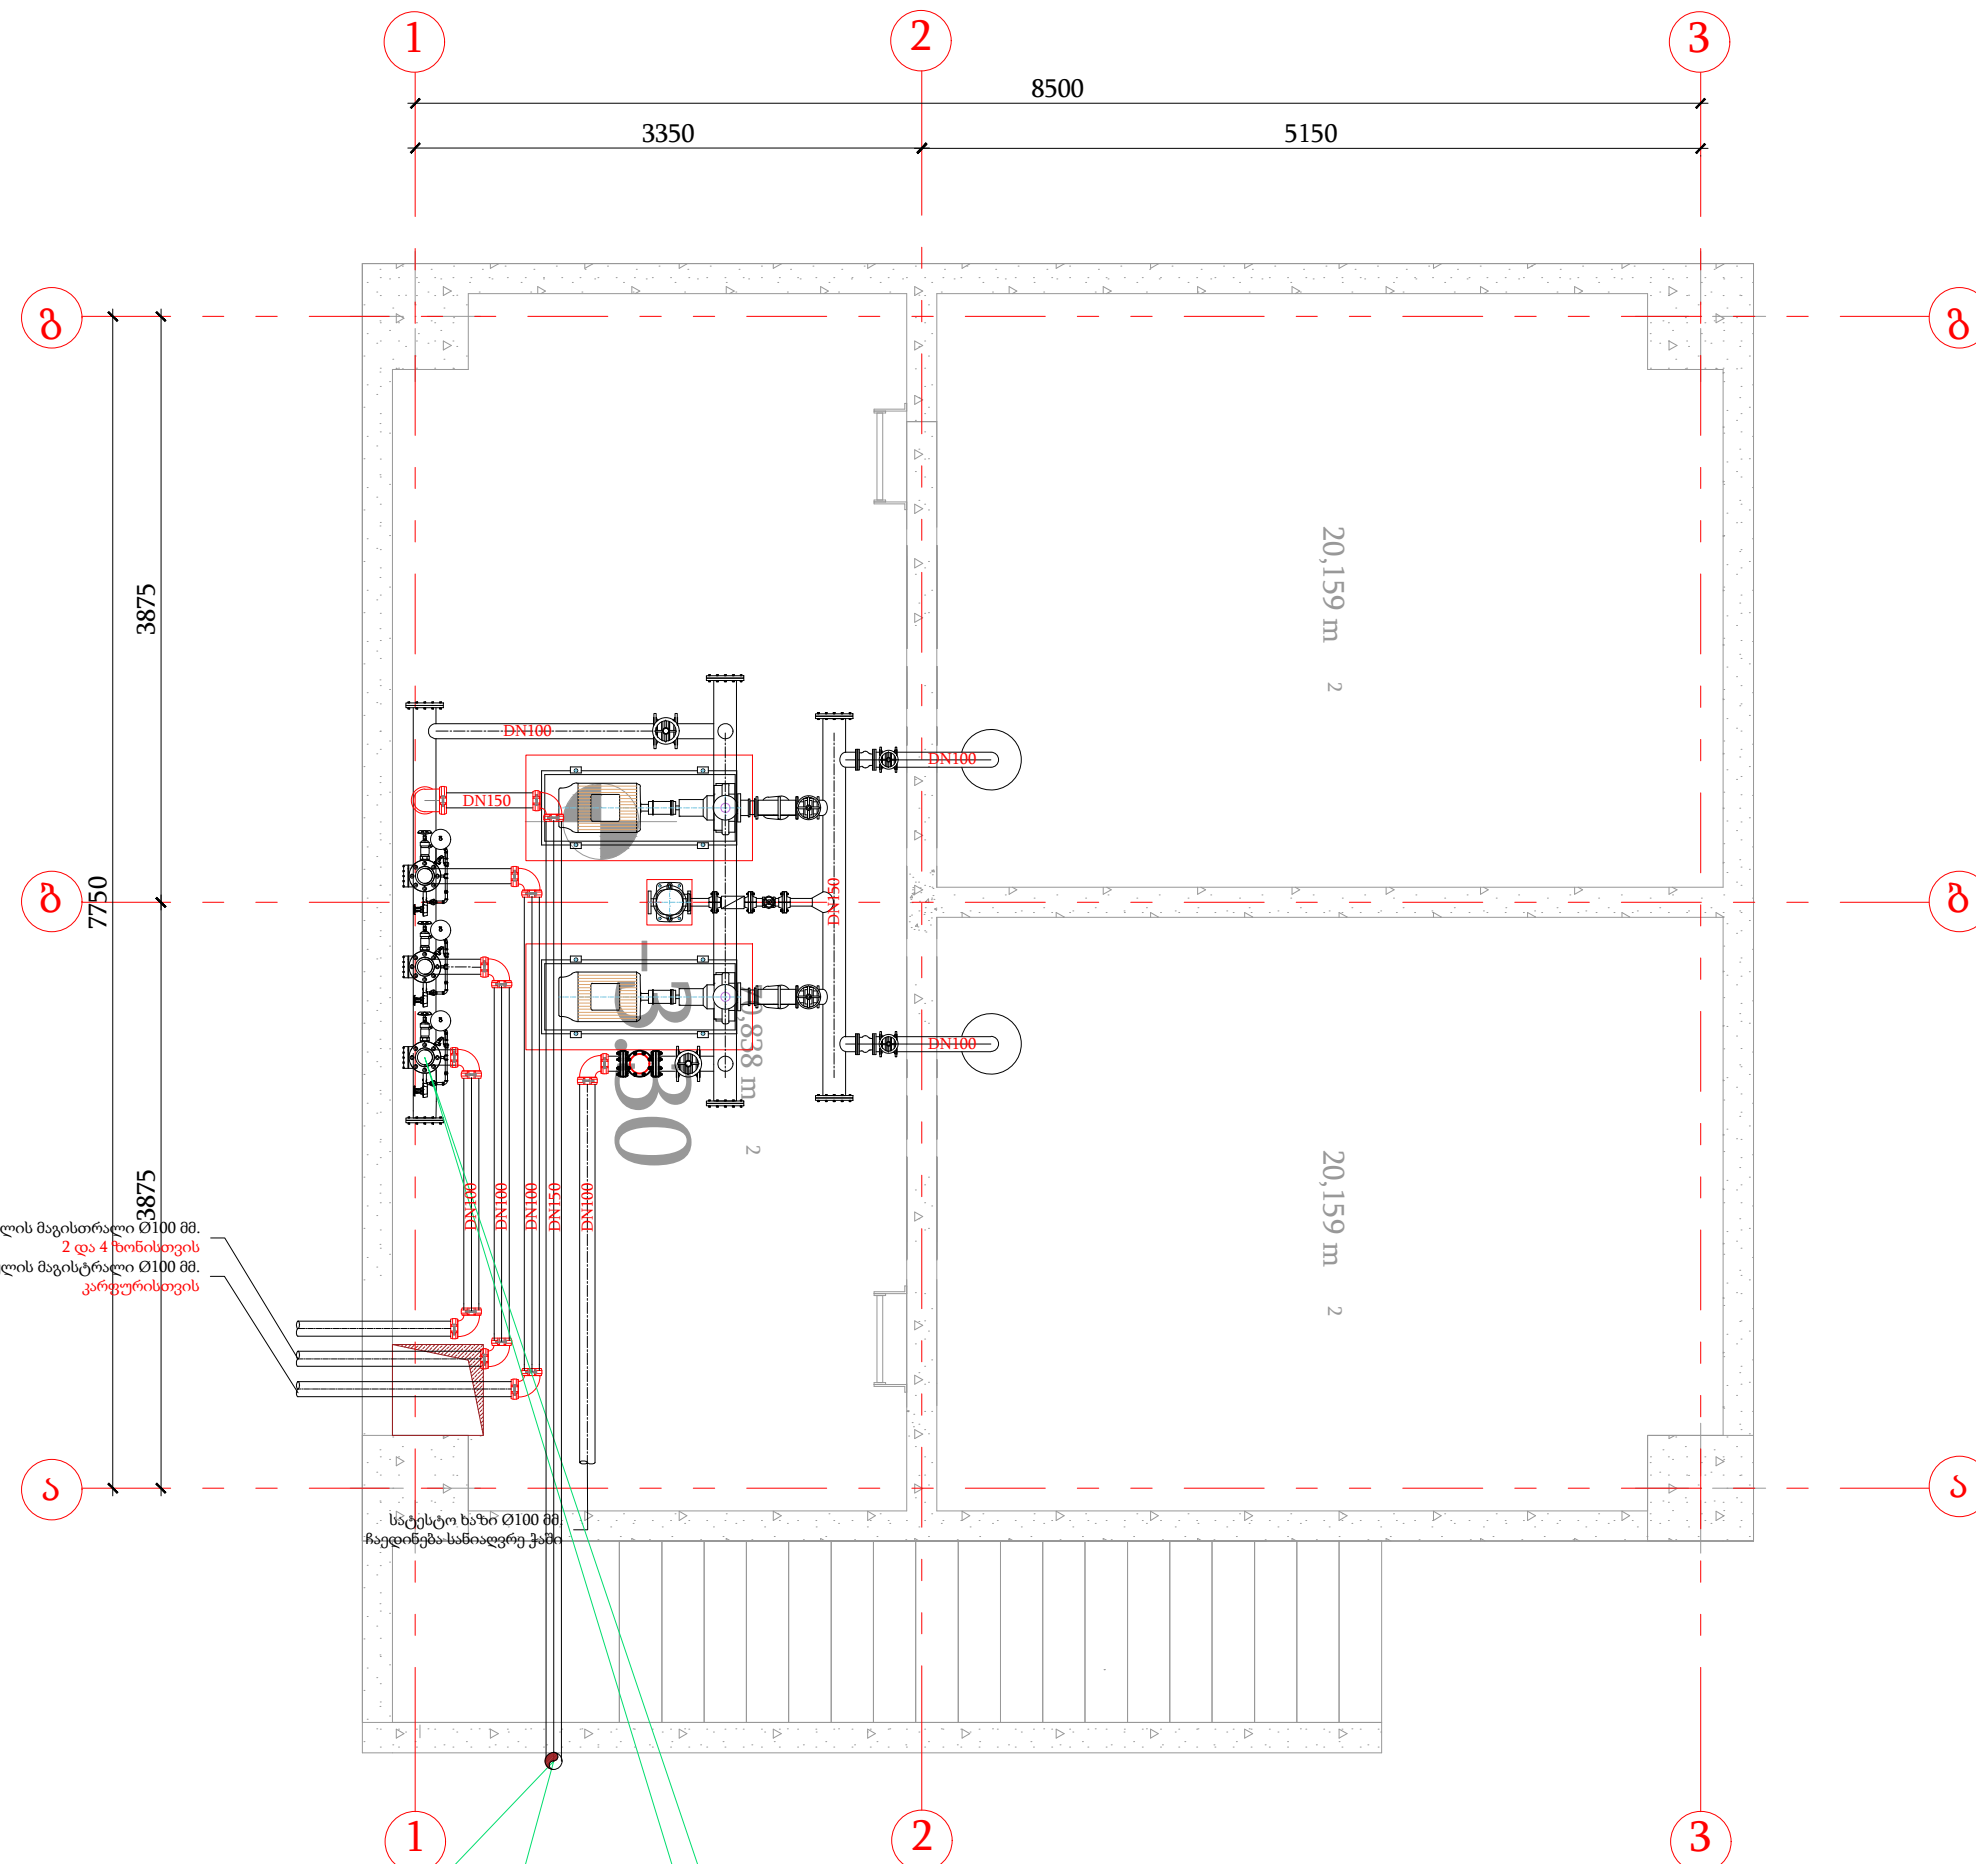 1
2
3
8500
3350
5150
გ
გ
3875
20,159 m 2
DN100
DN100
DN150
7750
ბ
ბ
DN150
-3.30
,838 m 2
DN100
3875
20,159 m 2
DN100
DN100
DN100
DN150
DN100
ლის მაგისთრალი Ø100 მმ.
2 და 4 ზონისთვის
ლის მაგისტრალი Ø100 მმ.
კარფურისთვის
ა
ა
სატესტო ხაზი Ø100 მმ.
ჩაედინება სანიაღვრე ჭაში
1
2
3